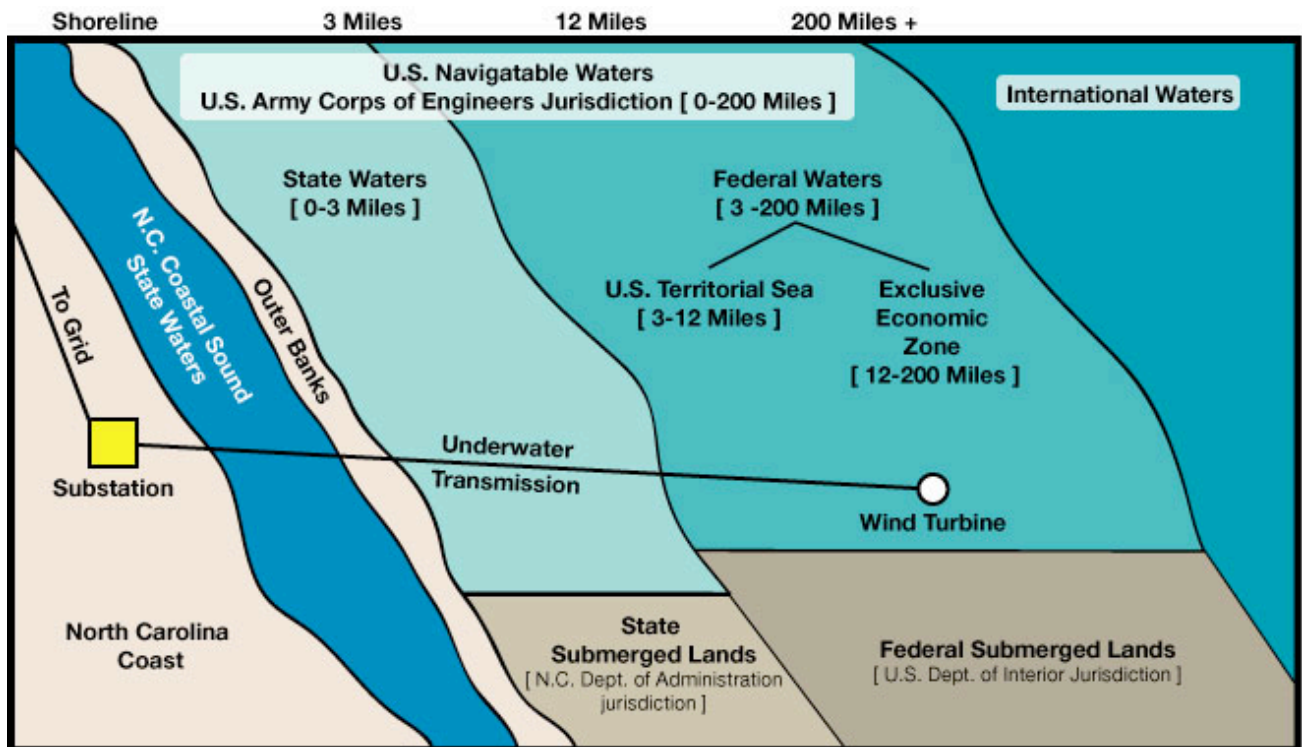 Shoreline 3 Miles 12 Miles 200 Miles +
U.S. Navigatable Waters
U.S. Army Corps of Engineers Jurisdiction [ 0-200 Miles ]
International Waters
State Waters
[ 0-3 Miles ]
Federal Waters
[ 3 -200 Miles ]
U.S. Territorial Sea
[ 3-12 Miles ]
Exclusive
Economic
Zone
[ 12-200 Miles ]
N.C. Coastal Sound
State Waters
Outer Banks
To Grid
Substation
Underwater
Transmission
Wind Turbine
North Carolina
Coast
State
Submerged Lands
[ N.C. Dept. of Administration
jurisdiction ]
Federal Submerged Lands
[ U.S. Dept. of Interior Jurisdiction ]